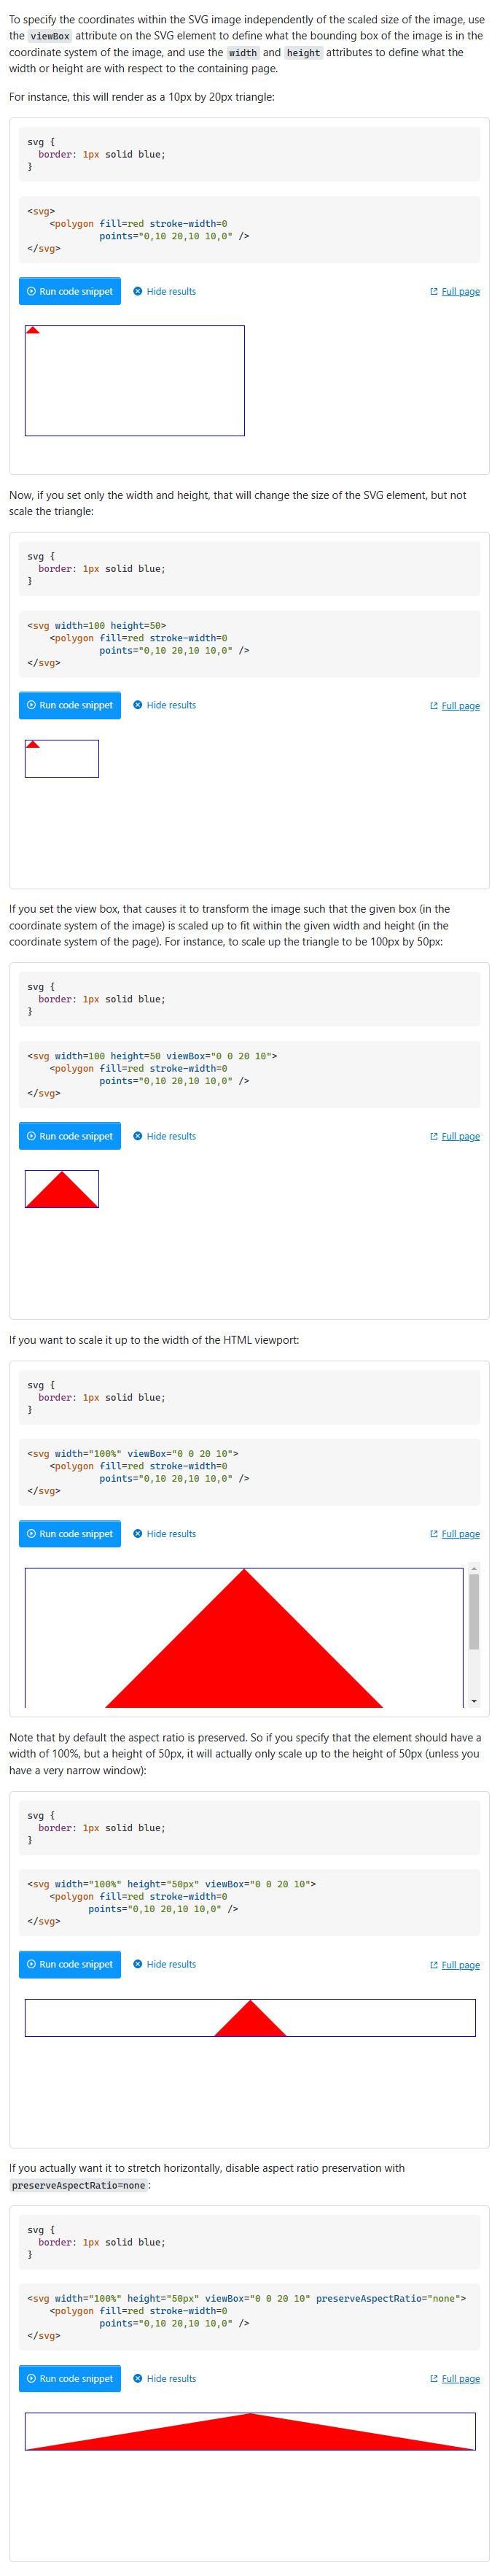 To specify the coordinates within the SVG image independently of the scaled size of the image, use
the viewBox attribute on the SVG element to define what the bounding box of the image is in the
coordinate system of the image, and use the width and height attributes to define what the
width or height are with respect to the containing page.
For instance, this will render as a 10px by 20px triangle:
svg {
  border: 1px solid blue;
}
<svg>
    <polygon fill=red stroke-width=0
             points="0,10 20,10 10,0" />
</svg>
Run code snippet Hide results Full page
Now, if you set only the width and height, that will change the size of the SVG element, but not
scale the triangle:
svg {
  border: 1px solid blue;
}
<svg width=100 height=50>
    <polygon fill=red stroke-width=0
             points="0,10 20,10 10,0" />
</svg>
Run code snippet Hide results Full page
If you set the view box, that causes it to transform the image such that the given box (in the
coordinate system of the image) is scaled up to fit within the given width and height (in the
coordinate system of the page). For instance, to scale up the triangle to be 100px by 50px:
svg {
  border: 1px solid blue;
}
<svg width=100 height=50 viewBox="0 0 20 10">
    <polygon fill=red stroke-width=0
             points="0,10 20,10 10,0" />
</svg>
Run code snippet Hide results Full page
If you want to scale it up to the width of the HTML viewport:
svg {
  border: 1px solid blue;
}
<svg width="100%" viewBox="0 0 20 10">
    <polygon fill=red stroke-width=0
             points="0,10 20,10 10,0" />
</svg>
Run code snippet Hide results Full page
Note that by default the aspect ratio is preserved. So if you specify that the element should have a
width of 100%, but a height of 50px, it will actually only scale up to the height of 50px (unless you
have a very narrow window):
svg {
  border: 1px solid blue;
}
<svg width="100%" height="50px" viewBox="0 0 20 10">
    <polygon fill=red stroke-width=0
           points="0,10 20,10 10,0" />
</svg>
Run code snippet Hide results Full page
If you actually want it to stretch horizontally, disable aspect ratio preservation with
preserveAspectRatio=none :
svg {
  border: 1px solid blue;
}
<svg width="100%" height="50px" viewBox="0 0 20 10" preserveAspectRatio="none">
    <polygon fill=red stroke-width=0
             points="0,10 20,10 10,0" />
</svg>
Run code snippet Hide results Full page